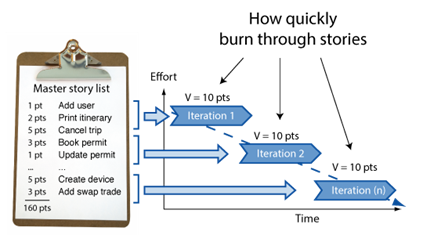 How quickly
burn through stories
Master story list
1 pt Add user
2 pts Print itinerary
5 pts Cancel trip
3 pts Book permit
1 pt Update permit
... ...
5 pts Create device
3 pts Add swap trade
160 pts
Effort
V = 10 pts
Iteration 1
V = 10 pts
Iteration 2
V = 10 pts
Iteration (n)
Time